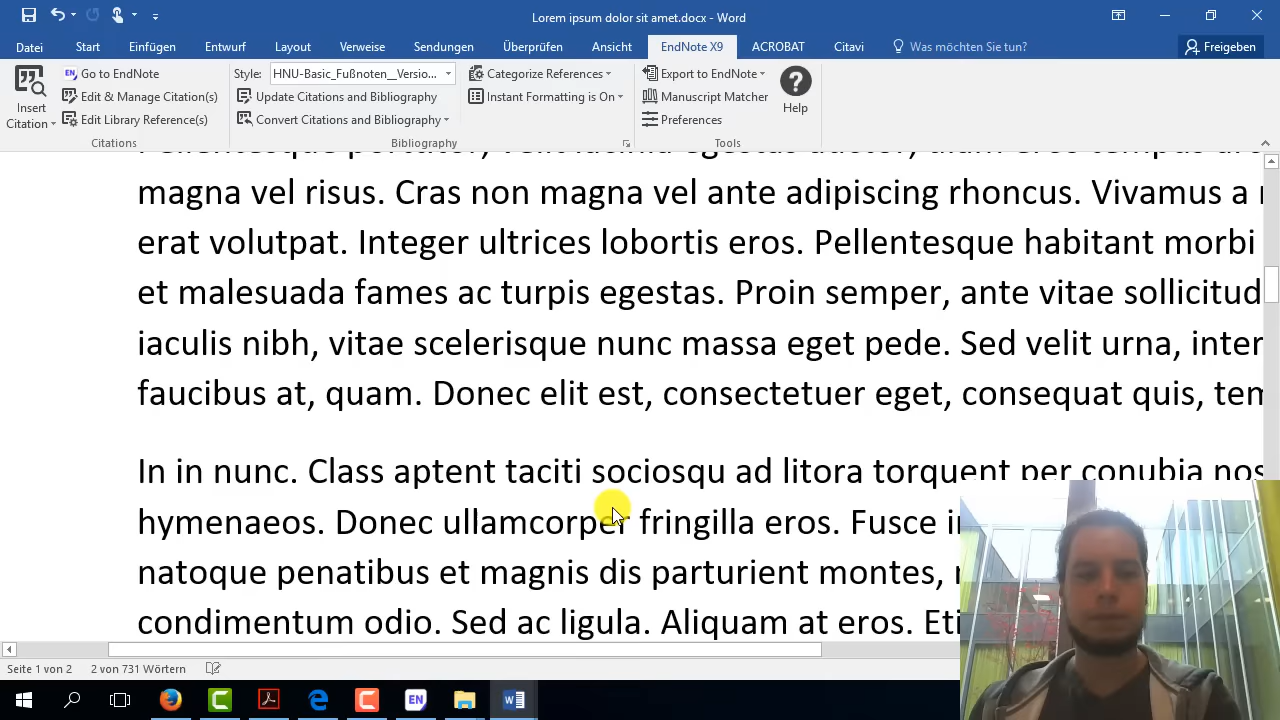 Lorem ipsum dolor sit amet.docx - Word
Datei Start Einfügen Entwurf Layout Verweise Sendungen Überprüfen Ansicht EndNote X9 ACROBAT Citavi Was möchten Sie tun? Freigeben
Insert Citation
EN Go to EndNote
Edit & Manage Citation(s)
Edit Library Reference(s)
Citations
Style: HNU-Basic_Fußnoten__Versio...
Update Citations and Bibliography
Convert Citations and Bibliography
Categorize References
Instant Formatting is On
Bibliography
Export to EndNote
Manuscript Matcher
Preferences
? Help
Tools
magna vel risus. Cras non magna vel ante adipiscing rhoncus. Vivamus a
erat volutpat. Integer ultrices lobortis eros. Pellentesque habitant morbi
et malesuada fames ac turpis egestas. Proin semper, ante vitae sollicitud
iaculis nibh, vitae scelerisque nunc massa eget pede. Sed velit urna, inter
faucibus at, quam. Donec elit est, consectetuer eget, consequat quis, tem
In in nunc. Class aptent taciti sociosqu ad litora torquent per conubia nos
hymenaeos. Donec ullamcorper fringilla eros. Fusce in
natoque penatibus et magnis dis parturient montes,
condimentum odio. Sed ac ligula. Aliquam at eros. Eti
Seite 1 von 2 2 von 731 Wörtern
EN